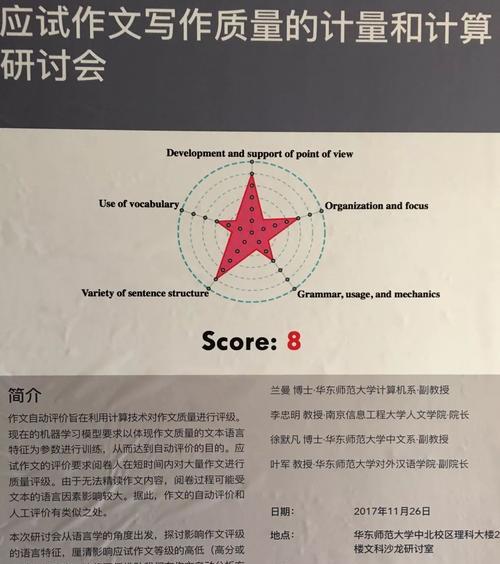 应试作文写作质量的计量和计算
研讨会
Development and support of point of view
Use of vocabulary
Organization and focus
Variety of sentence structure
Grammar, usage, and mechanics
Score: 8
简介
作文自动评价旨在利用计算技术对作文质量进行评级。
现在的机器学习模型要求以体现作文质量的文本语言
特征为参数进行训练，从而达到自动评价的目的。应
试作文的评价要求阅卷人在短时间内对大量作文进行
质量评级。由于无法精读作文内容，阅卷过程可能受
文本的语言因素影响较大。据此，作文的自动评价和
人工评价有类似之处。
本次研讨会从语言学的角度出发，探讨影响作文评级
的语言特征，厘清影响应试作文等级的高低（高分或
兰曼 博士·华东师范大学计算机系·副教授
李忠明 教授·南京信息工程大学人文学院·院长
徐默凡 博士·华东师范大学中文系·副教授
叶军 教授·华东师范大学对外汉语学院·副院长
日期： 2017年11月26日
地点： 华东师范大学中北校区理科大楼2
楼文科沙龙研讨室